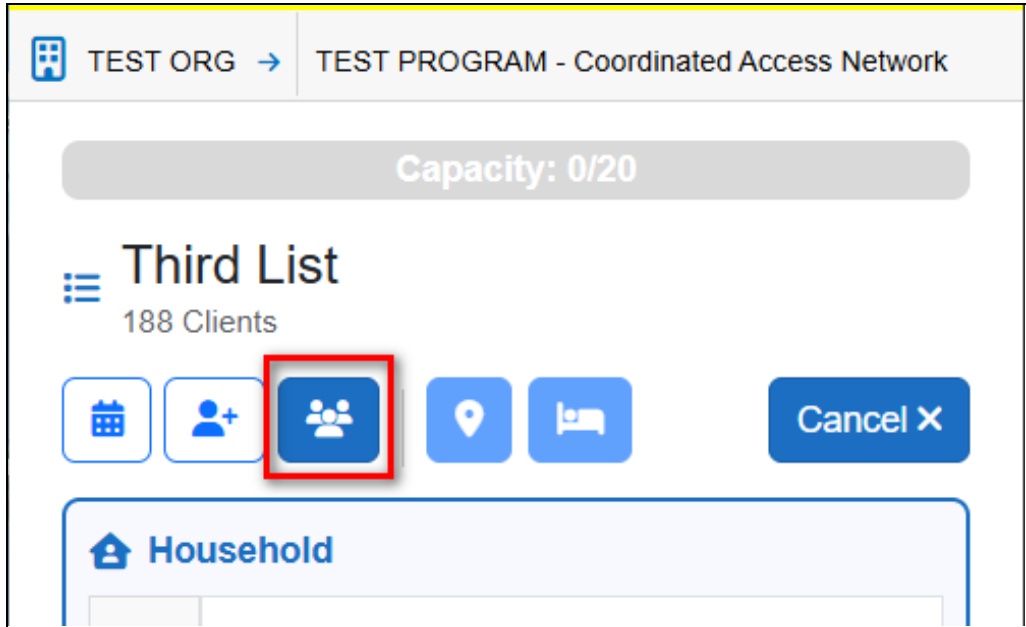 TEST ORG → TEST PROGRAM - Coordinated Access Network
Capacity: 0/20
Third List
188 Clients
Cancel ✕
Household